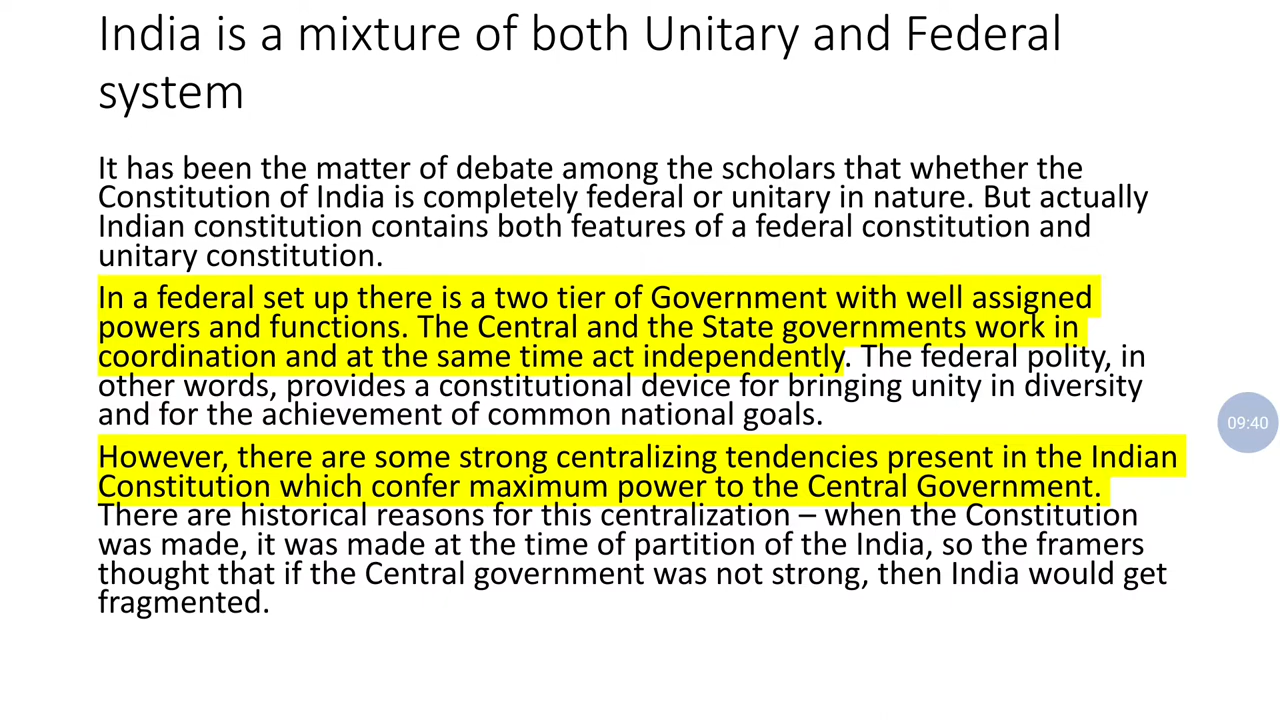 India is a mixture of both Unitary and Federal
system
It has been the matter of debate among the scholars that whether the
Constitution of India is completely federal or unitary in nature. But actually
Indian constitution contains both features of a federal constitution and
unitary constitution.
In a federal set up there is a two tier of Government with well assigned
powers and functions. The Central and the State governments work in
coordination and at the same time act independently. The federal polity, in
other words, provides a constitutional device for bringing unity in diversity
and for the achievement of common national goals.
However, there are some strong centralizing tendencies present in the Indian
Constitution which confer maximum power to the Central Government.
There are historical reasons for this centralization – when the Constitution
was made, it was made at the time of partition of the India, so the framers
thought that if the Central government was not strong, then India would get
fragmented.
09:40